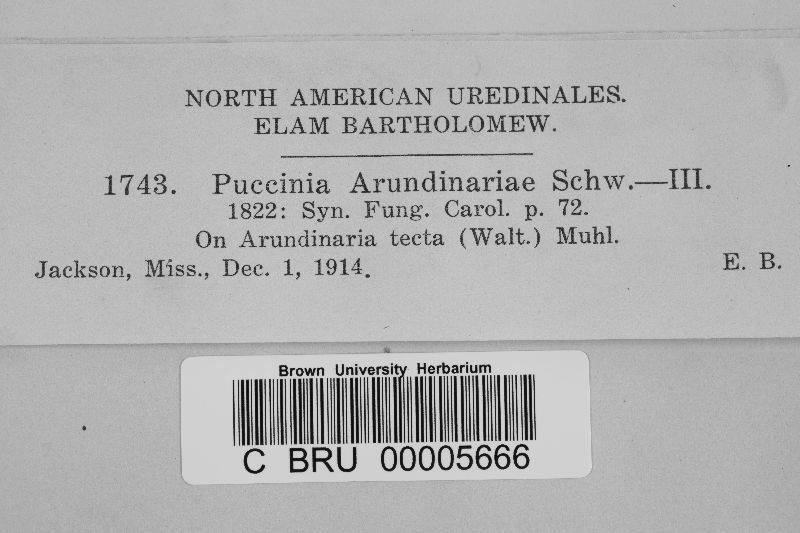 NORTH AMERICAN UREDINALES.
ELAM BARTHOLOMEW.
1743. Puccinia Arundinariae Schw.—III.
1822: Syn. Fung. Carol. p. 72.
On Arundinaria tecta (Walt.) Muhl.
Jackson, Miss., Dec. 1, 1914. E. B.
Brown University Herbarium
C BRU 00005666